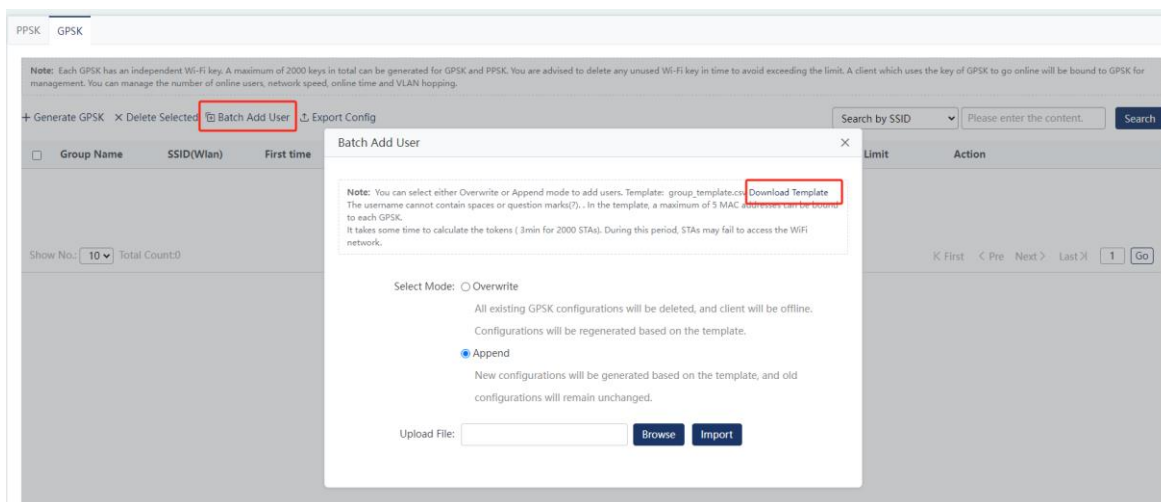 PPSK GPSK
Note: Each GPSK has an independent Wi-Fi key. A maximum of 2000 keys in total can be generated for GPSK and PPSK. You are advised to delete any unused Wi-Fi key in time to avoid exceeding the limit. A client which uses the key of GPSK to go online will be bound to GPSK for
management. You can manage the number of online users, network speed, online time and VLAN hopping.
+ Generate GPSK × Delete Selected Batch Add User Export Config Search by SSID Please enter the content. Search
Batch Add User ×
Group Name SSID(Wlan) First time Limit Action
Note: You can select either Overwrite or Append mode to add users. Template: group_template.csv Download Template
The username cannot contain spaces or question marks(?). . In the template, a maximum of 5 MAC addresses can be bound
to each GPSK.
It takes some time to calculate the tokens ( 3min for 2000 STAs). During this period, STAs may fail to access the WiFi
network.
Show No.: 10 Total Count:0 First < Pre Next > Last 1 Go
Select Mode: Overwrite
All existing GPSK configurations will be deleted, and client will be offline.
Configurations will be regenerated based on the template.
Append
New configurations will be generated based on the template, and old
configurations will remain unchanged.
Upload File: Browse Import